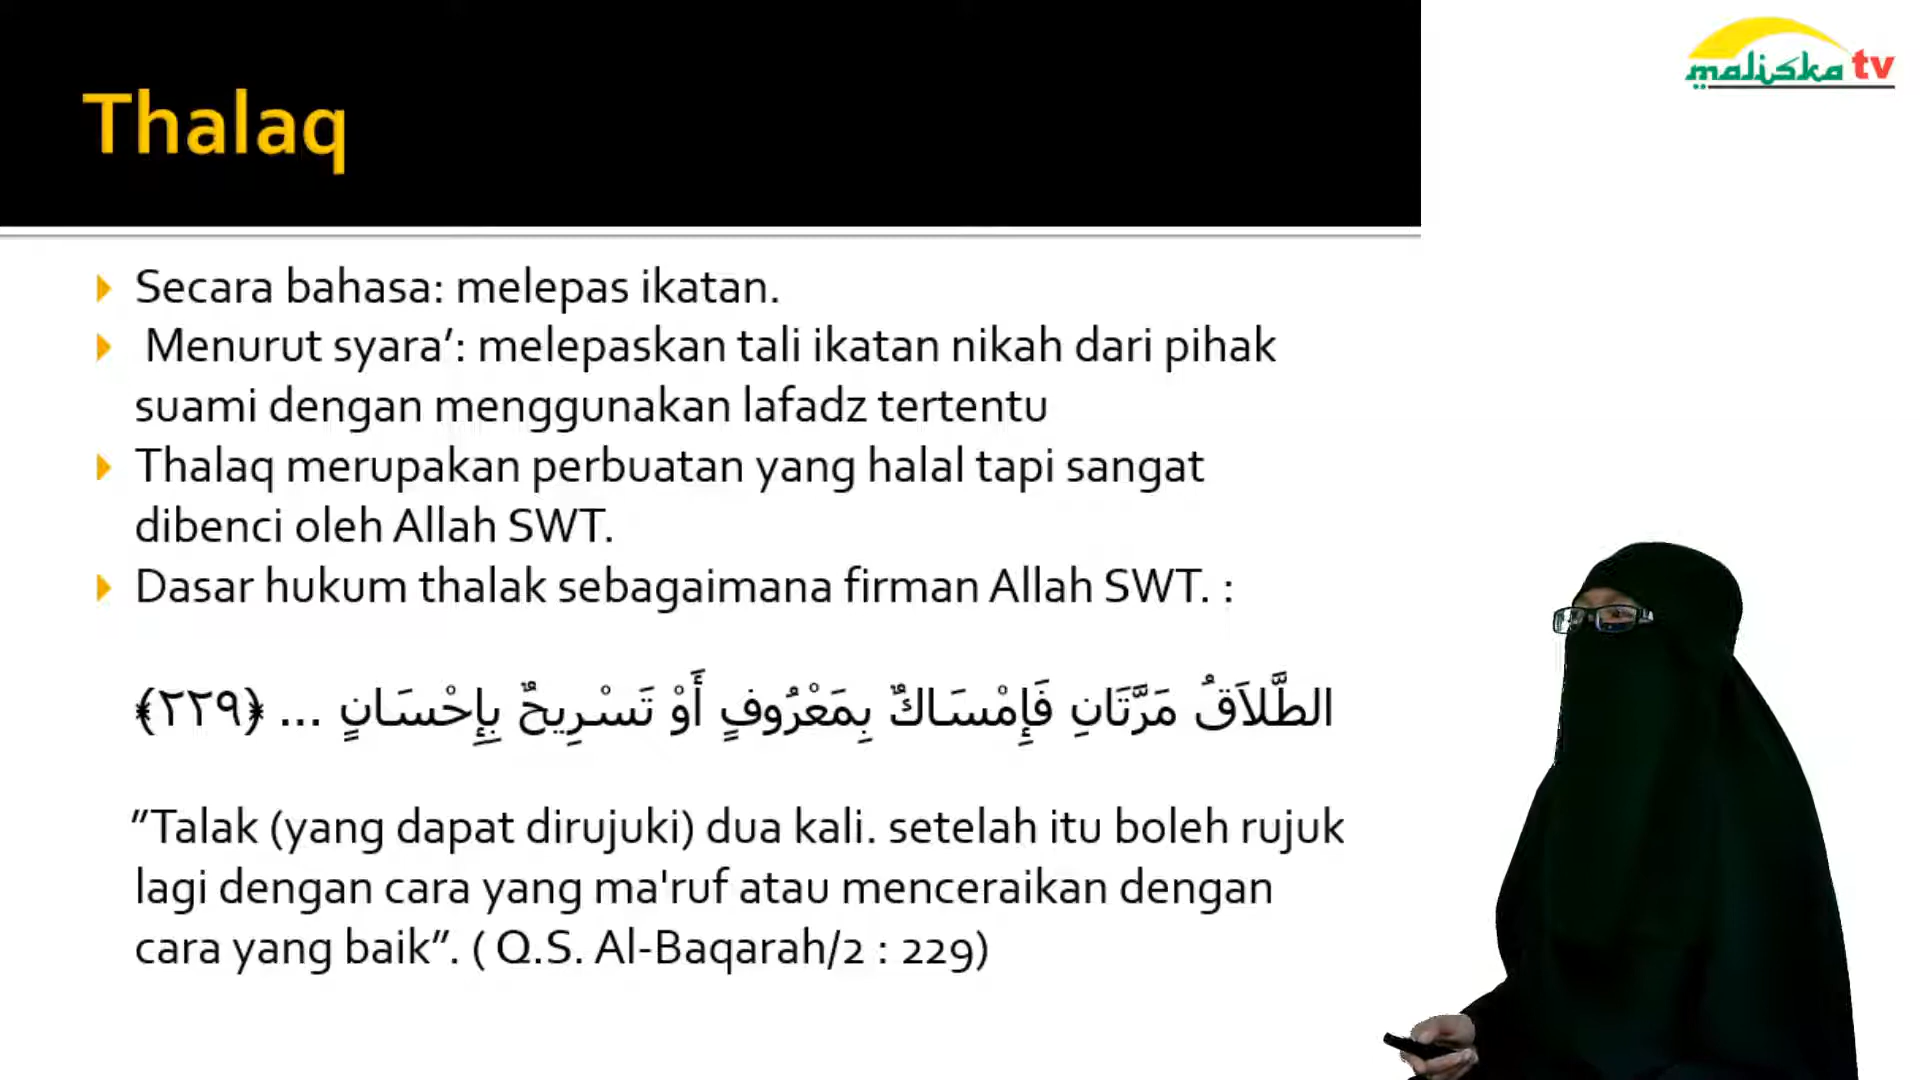 maliska tv
Thalaq
Secara bahasa: melepas ikatan.
Menurut syara’: melepaskan tali ikatan nikah dari pihak
suami dengan menggunakan lafadz tertentu
Thalaq merupakan perbuatan yang halal tapi sangat
dibenci oleh Allah SWT.
Dasar hukum thalak sebagaimana firman Allah SWT. :
الطَّلاَقُ مَرَّتَانِ فَإِمْسَاكٌ بِمَعْرُوفٍ أَوْ تَسْرِيحٌ بِإِحْسَانٍ ... ﴿٢٢٩﴾
”Talak (yang dapat dirujuki) dua kali. setelah itu boleh rujuk
lagi dengan cara yang ma'ruf atau menceraikan dengan
cara yang baik”. ( Q.S. Al-Baqarah/2 : 229)